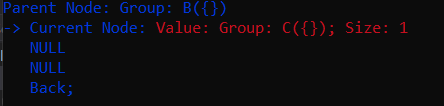 Parent Node: Group: B({})
-> Current Node: Value: Group: C({}); Size: 1
NULL
NULL
Back;